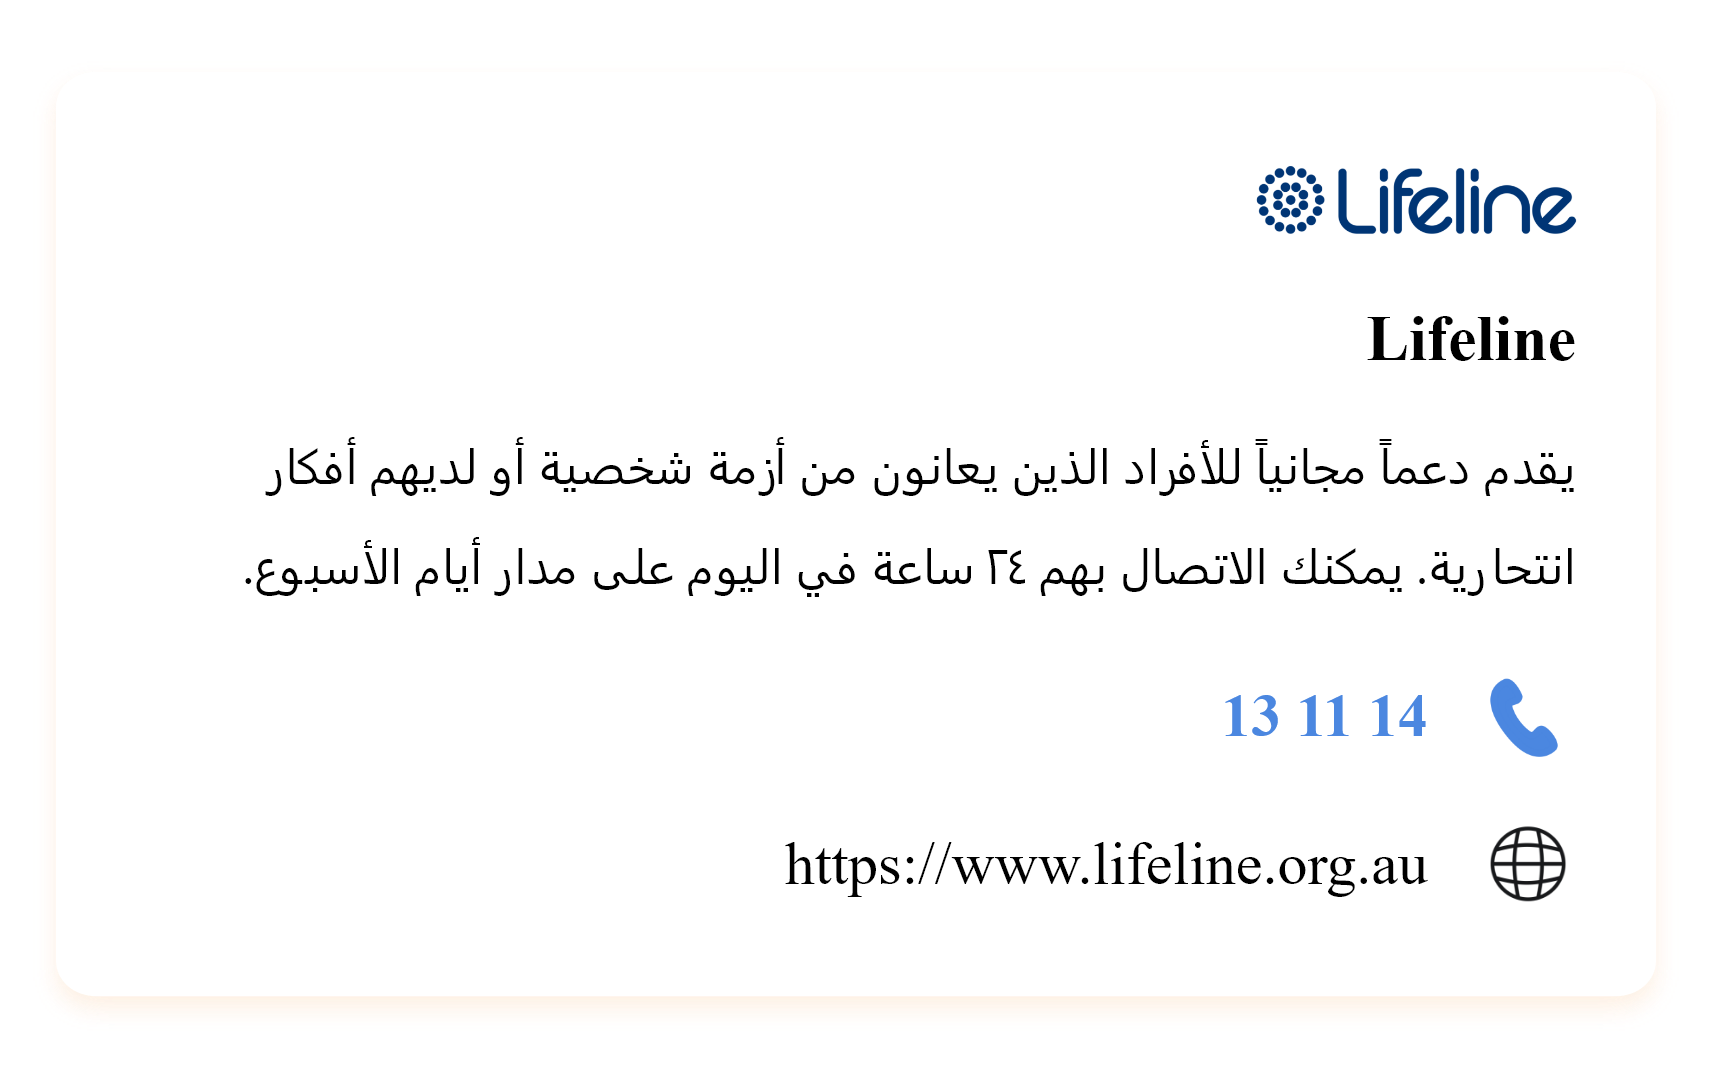 Lifeline
Lifeline
يقدم دعماً مجانياً للأفراد الذين يعانون من أزمة شخصية أو لديهم أفكار
انتحارية. يمكنك الاتصال بهم ٢٤ ساعة في اليوم على مدار أيام الأسبوع.
13 11 14
https://www.lifeline.org.au